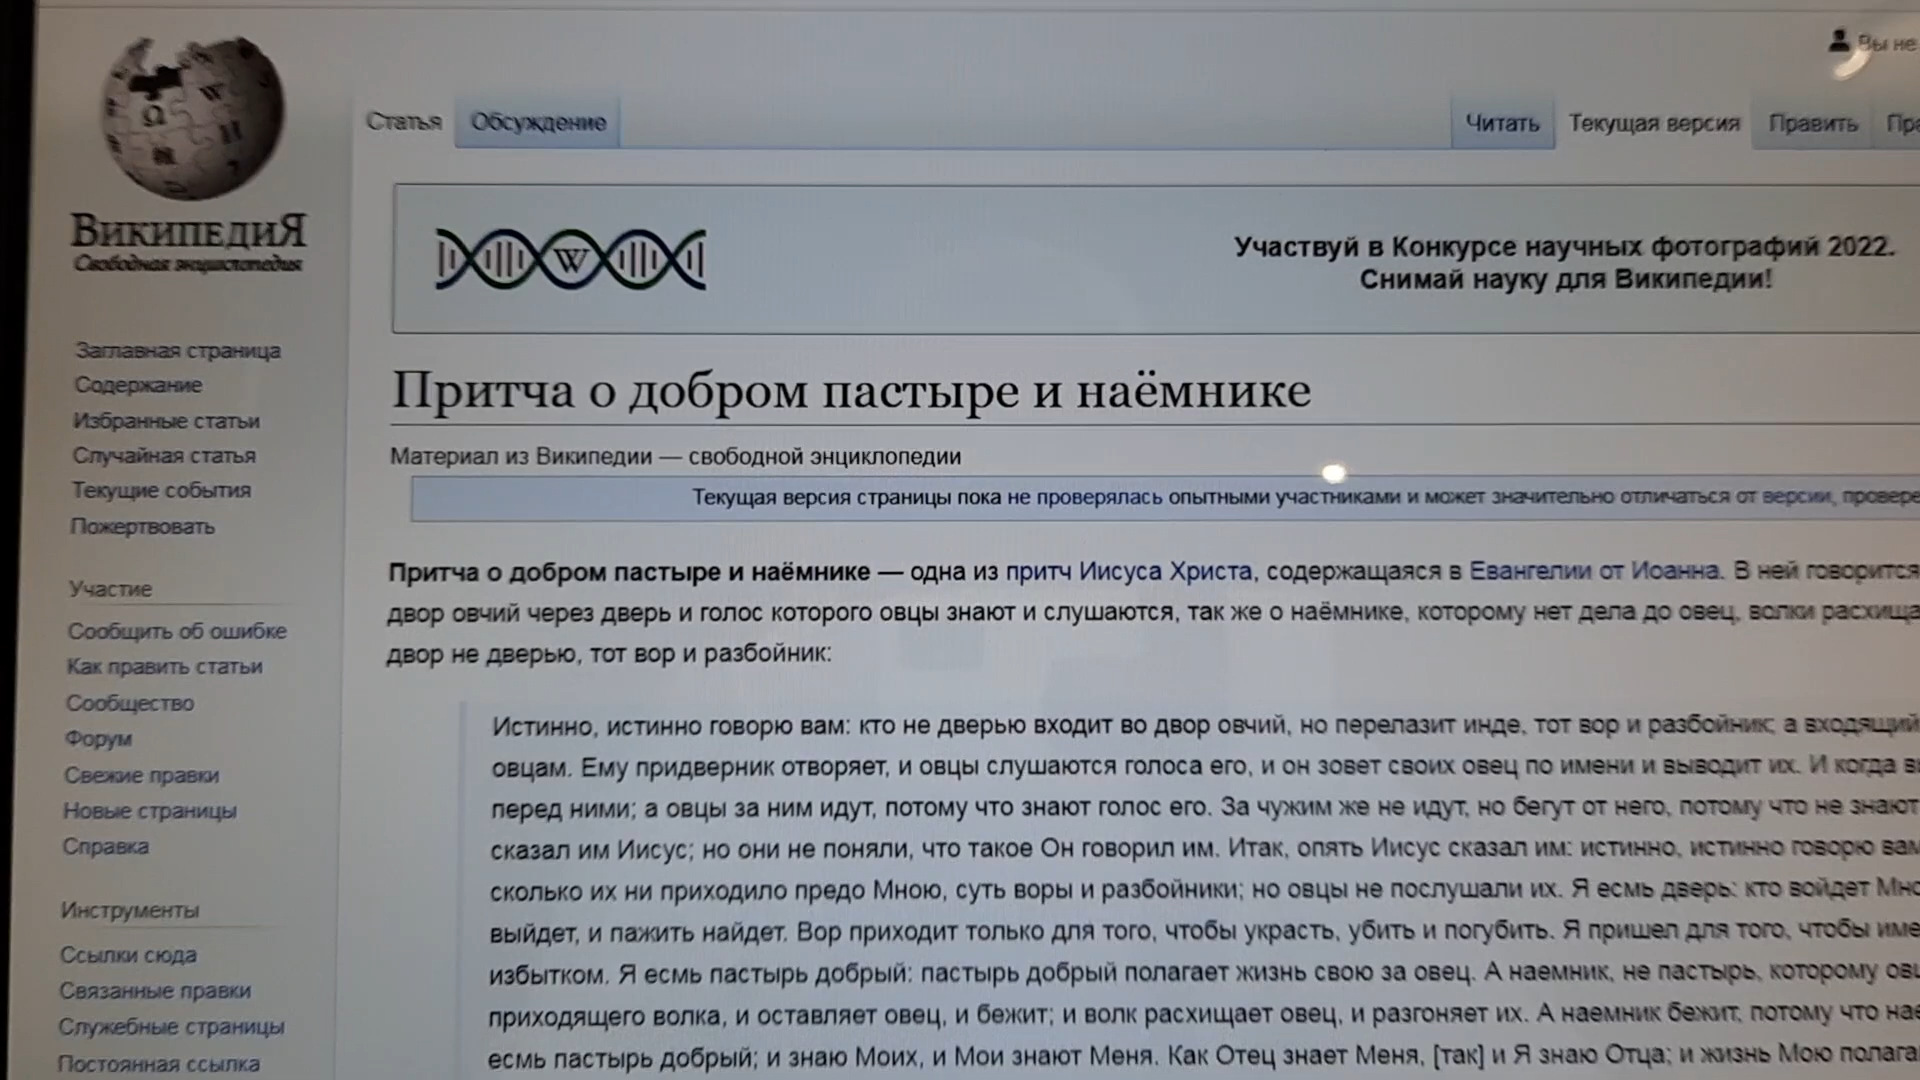 Вы не
Статья
Обсуждение
Читать
Текущая версия
Править
ВикипедиЯ
Свободная энциклопедия
W
Участвуй в Конкурсе научных фотографий 2022.
Снимай науку для Википедии!
Заглавная страница
Содержание
Избранные статьи
Случайная статья
Текущие события
Пожертвовать
Участие
Сообщить об ошибке
Как править статьи
Сообщество
Форум
Свежие правки
Новые страницы
Справка
Инструменты
Ссылки сюда
Связанные правки
Служебные страницы
Постоянная ссылка
Притча о добром пастыре и наёмнике
Материал из Википедии — свободной энциклопедии
Текущая версия страницы пока не проверялась опытными участниками и может значительно отличаться от версии,
Притча о добром пастыре и наёмнике — одна из притч Иисуса Христа, содержащаяся в Евангелии от Иоанна. В ней говорится
двор овчий через дверь и голос которого овцы знают и слушаются, так же о наёмнике, которому нет дела до овец, волки
двор не дверью, тот вор и разбойник:
Истинно, истинно говорю вам: кто не дверью входит во двор овчий, но перелазит инде, тот вор и разбойник; а входящий
овцам. Ему придверник отворяет, и овцы слушаются голоса его, и он зовет своих овец по имени и выводит их. И когда
перед ними; а овцы за ним идут, потому что знают голос его. За чужим же не идут, но бегут от него, потому что не знают
сказал им Иисус; но они не поняли, что такое Он говорил им. Итак, опять Иисус сказал им: истинно, истинно говорю вам
сколько их ни приходило предо Мною, суть воры и разбойники; но овцы не послушали их. Я есмь дверь: кто войдет
выйдет, и пажить найдет. Вор приходит только для того, чтобы украсть, убить и погубить. Я пришел для того, чтобы
избытком. Я есмь пастырь добрый: пастырь добрый полагает жизнь свою за овец. А наемник, не пастырь, которому
приходящего волка, и оставляет овец, и бежит; и волк расхищает овец, и разгоняет их. А наемник бежит, потому что
есмь пастырь добрый; и знаю Моих, и Мои знают Меня. Как Отец знает Меня, [так] и Я знаю Отца; и жизнь Мою